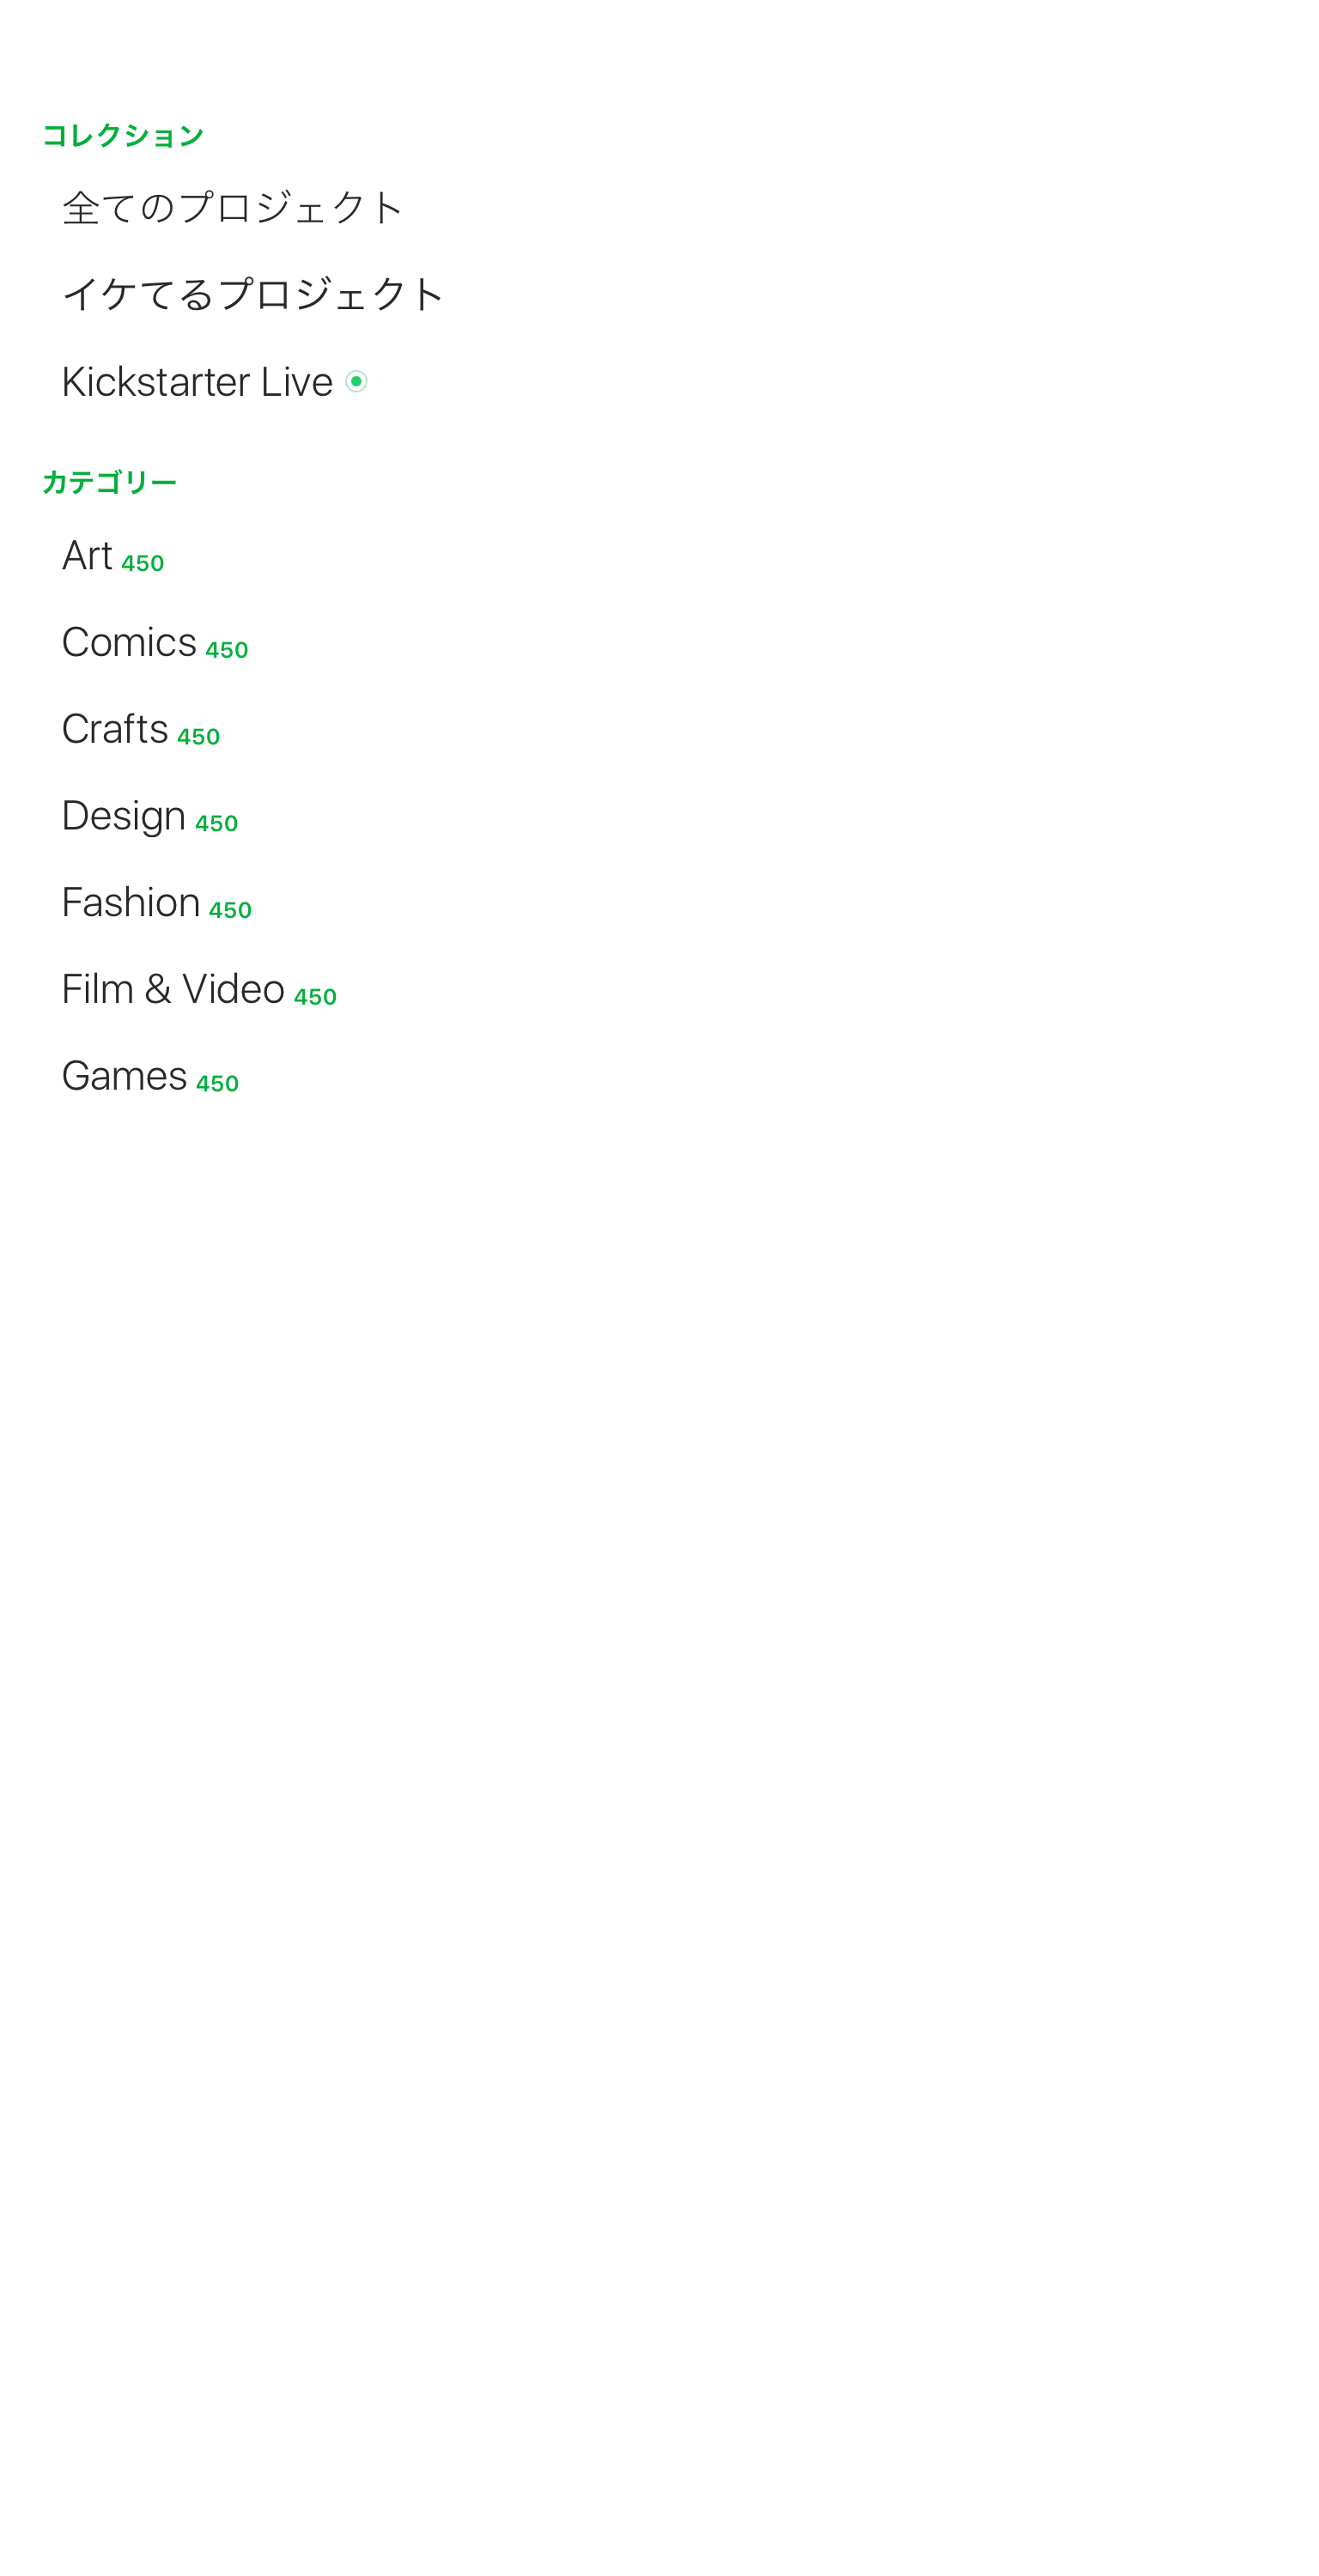 コレクション
全てのプロジェクト
イケてるプロジェクト
Kickstarter Live
カテゴリー
Art 450
Comics 450
Crafts 450
Design 450
Fashion 450
Film & Video 450
Games 450